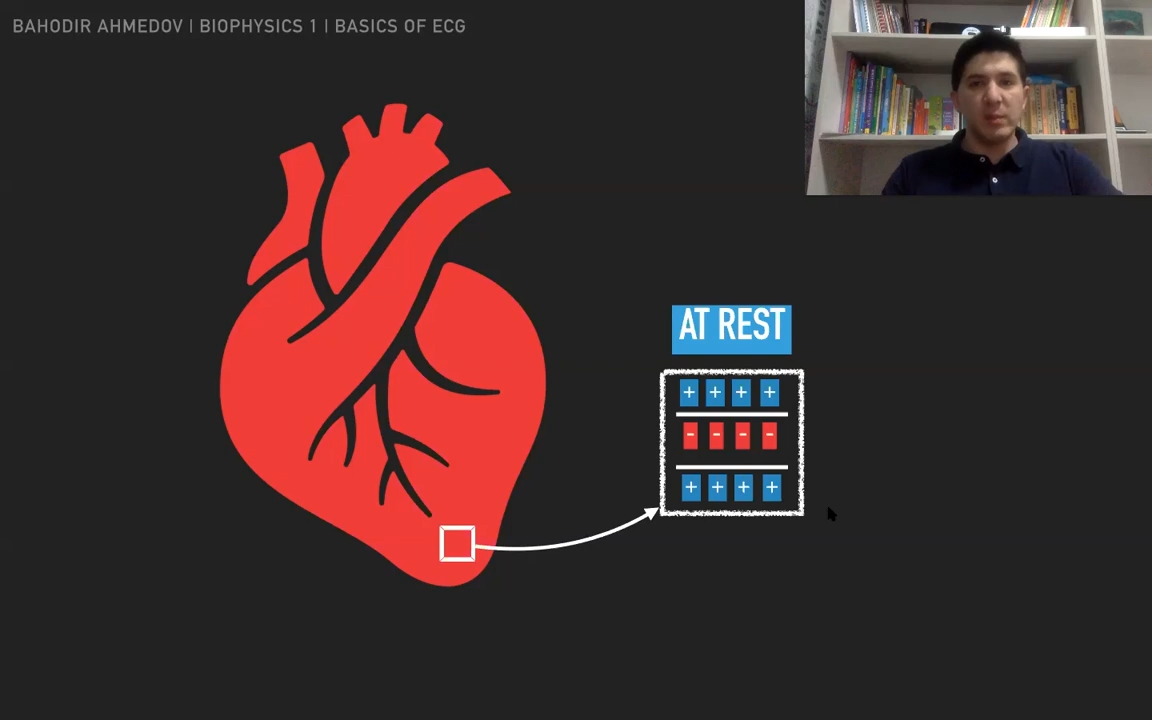 BAHODIR AHMEDOV | BIOPHYSICS 1 | BASICS OF ECG
AT REST
+ + + +
- - - -
+ + + +